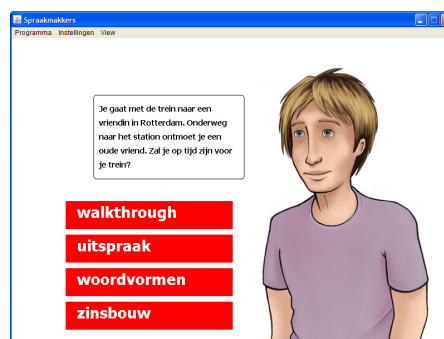 Spraakmakkers
Programma Instellingen View
Je gaat met de trein naar een
vriendin in Rotterdam. Onderweg
naar het station ontmoet je een
oude vriend. Zal je op tijd zijn voor
je trein?
walkthrough
uitspraak
woordvormen
zinsbouw